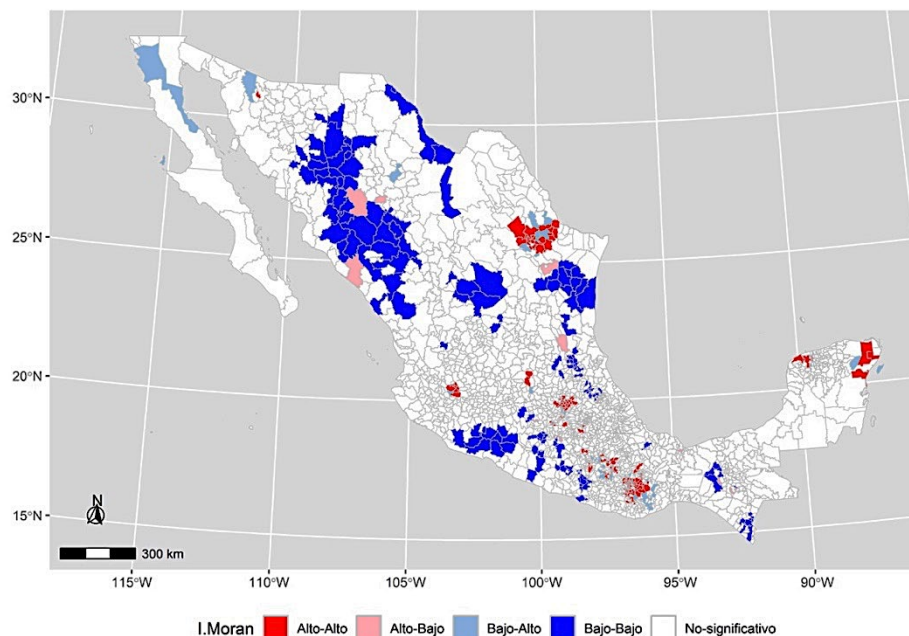 30°N
25°N
20°N
15°N
N
300 km
115°W 110°W 105°W 100°W 95°W 90°W
I.Moran Alto-Alto Alto-Bajo Bajo-Alto Bajo-Bajo No-significativo